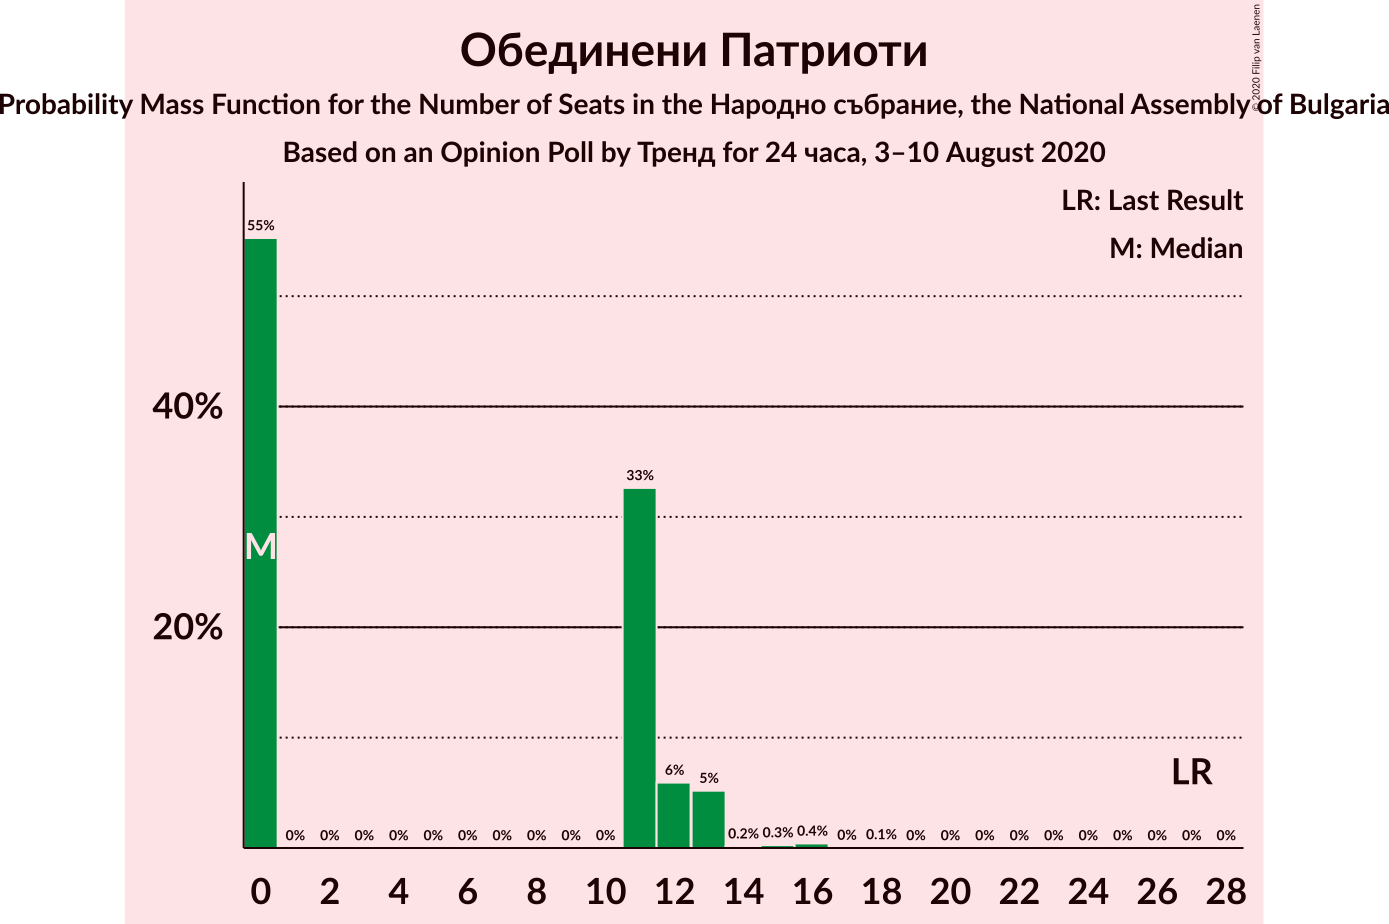 Обединени Патриоти
Probability Mass Function for the Number of Seats in the Народно събрание, the National Assembly of Bulgaria
Based on an Opinion Poll by Тренд for 24 часа, 3–10 August 2020
© 2020 Filip van Laenen
LR: Last Result
M: Median
55%
40%
33%
M
20%
LR
6%
5%
0% 0% 0% 0% 0% 0% 0% 0% 0% 0% 0.2% 0.3% 0.4% 0% 0.1% 0% 0% 0% 0% 0% 0% 0% 0% 0% 0%
0 2 4 6 8 10 12 14 16 18 20 22 24 26 28